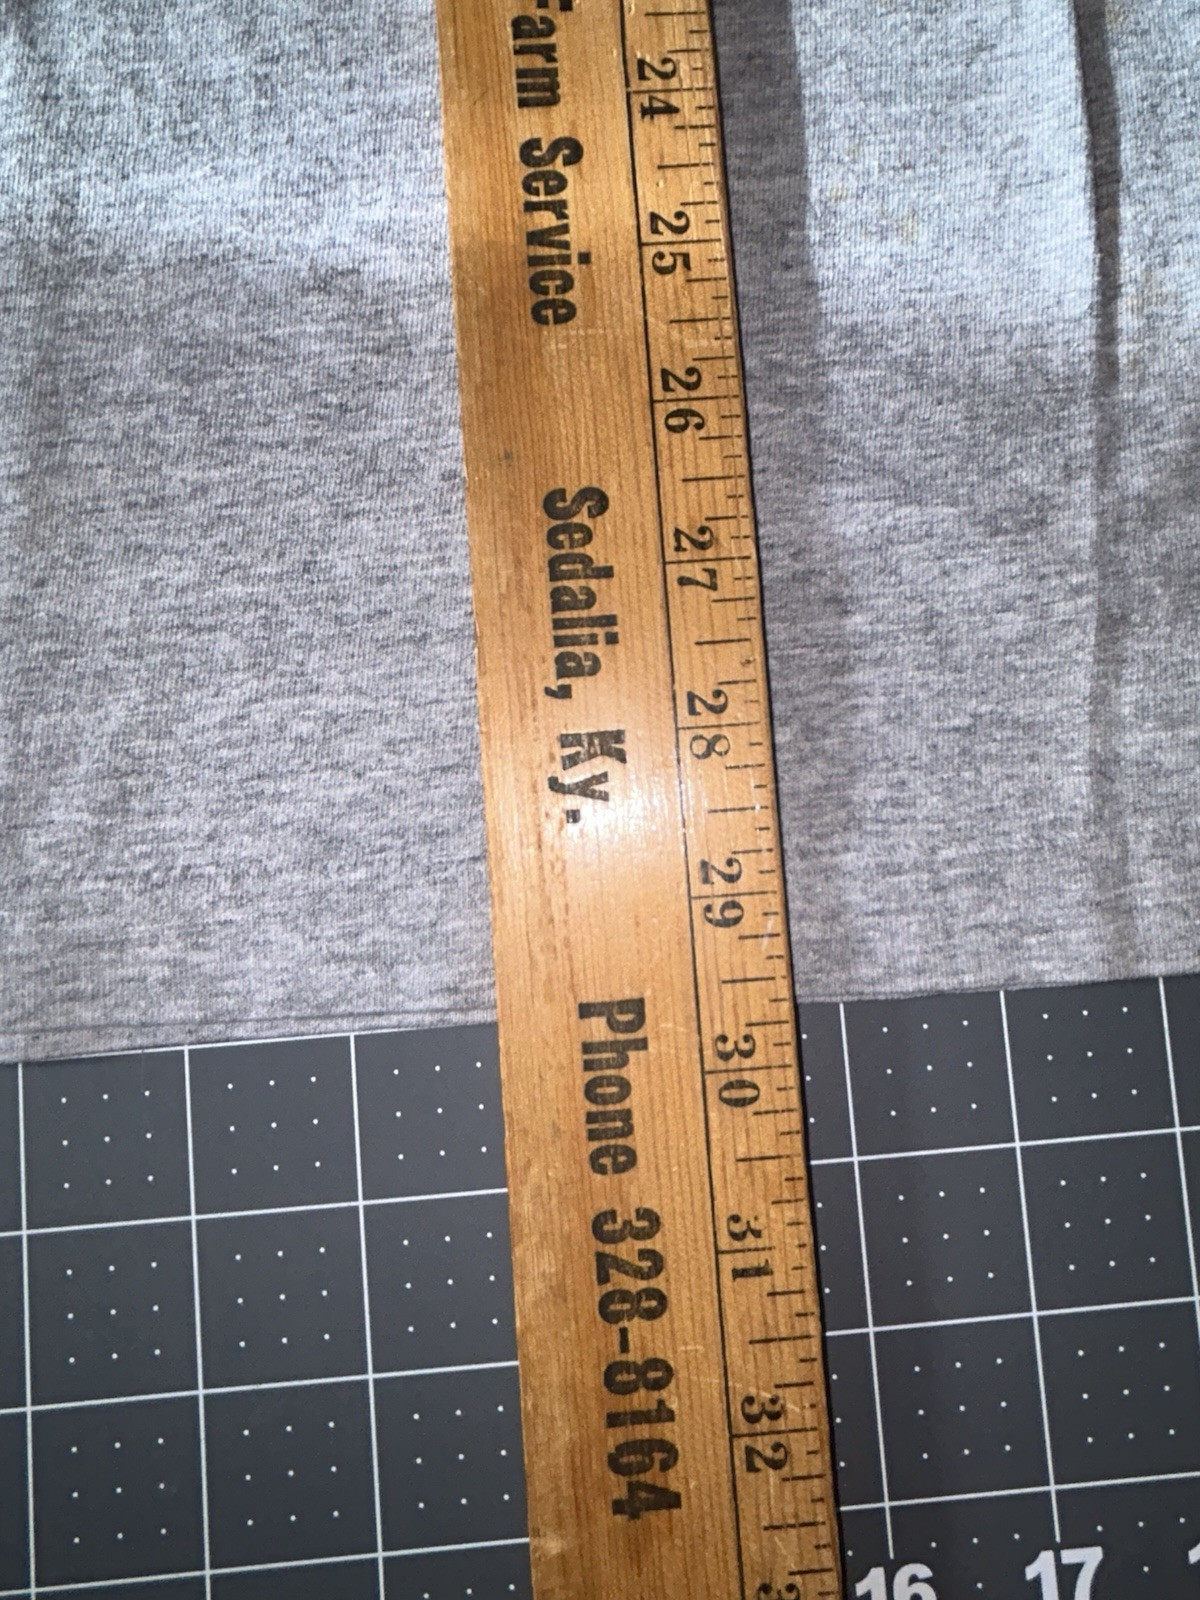 Farm Service Sedalia, Ky. Phone 328-8164
24 25 26 27 28 29 30 31 32
16 17